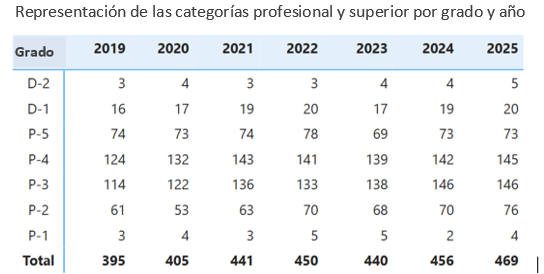 Representación de las categorías profesional y superior por grado y año
Grado 2019 2020 2021 2022 2023 2024 2025
D-2 3 4 3 3 4 4 5
D-1 16 17 19 20 17 19 20
P-5 74 73 74 78 69 73 73
P-4 124 132 143 141 139 142 145
P-3 114 122 136 133 138 146 146
P-2 61 53 63 70 68 70 76
P-1 3 4 3 5 5 2 4
Total 395 405 441 450 440 456 469